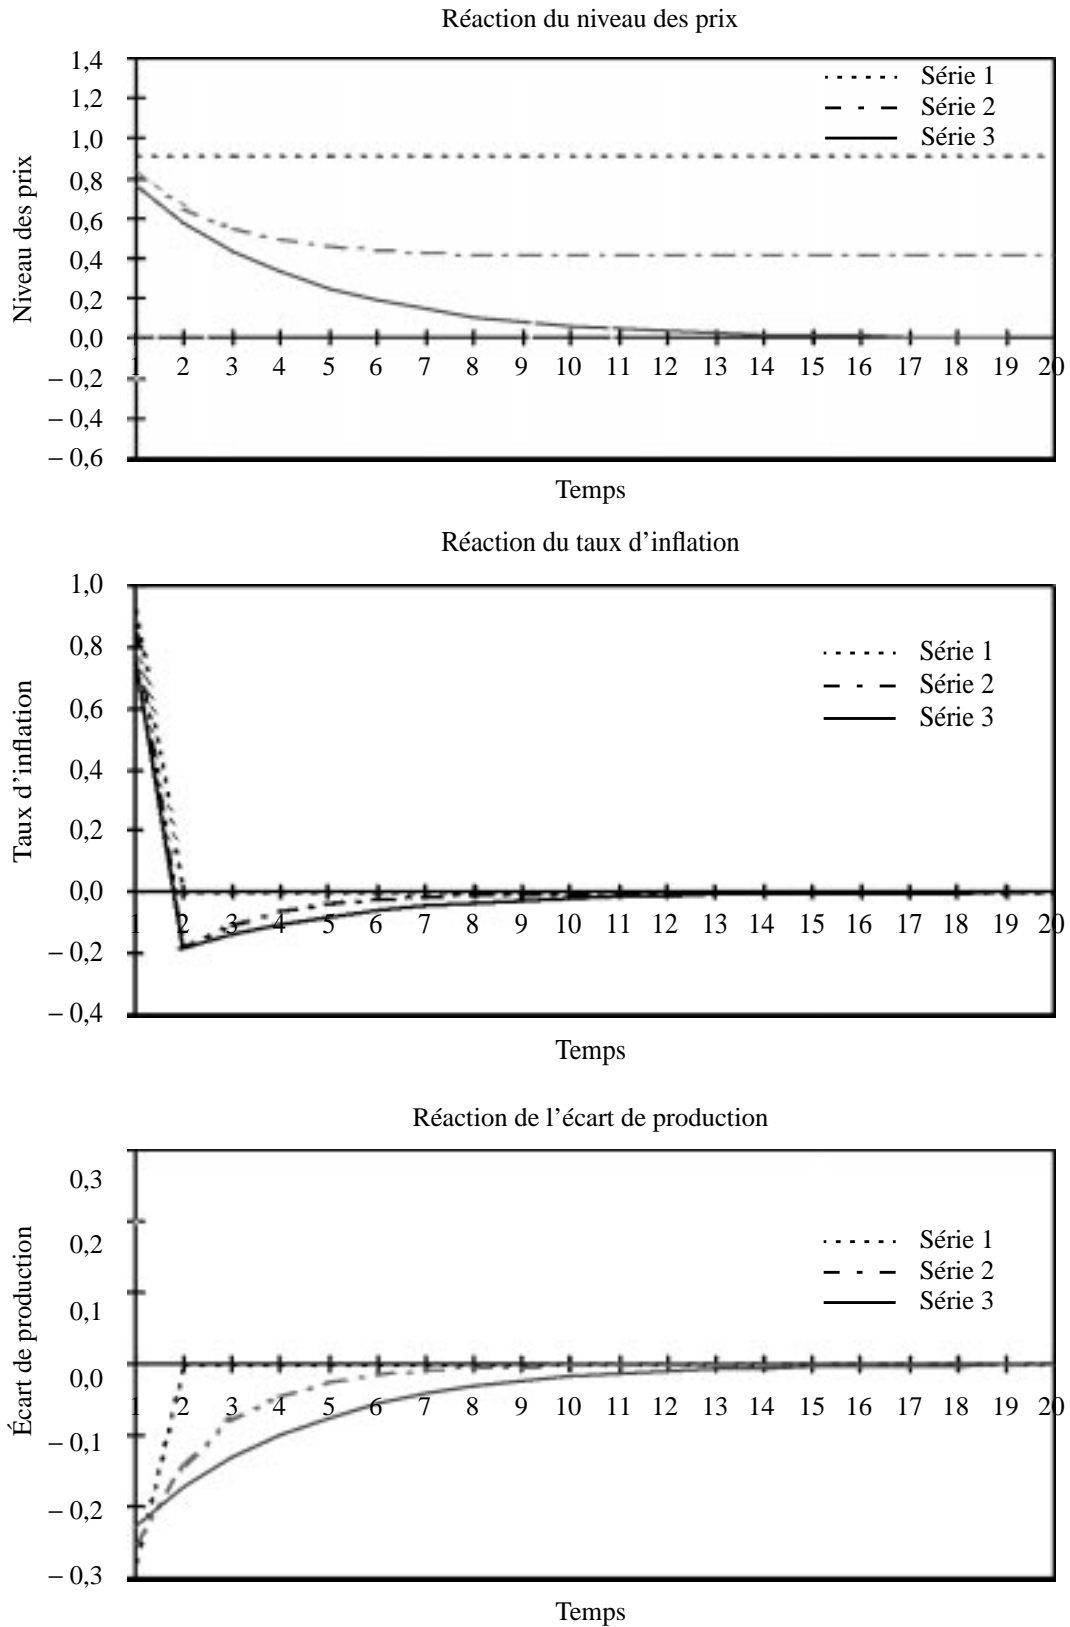 Réaction du niveau des prix
Niveau des prix
1,4
1,2
1,0
0,8
0,6
0,4
0,2
0,0
– 0,2
– 0,4
– 0,6
Série 1
Série 2
Série 3
1 2 3 4 5 6 7 8 9 10 11 12 13 14 15 16 17 18 19 20
Temps
Réaction du taux d’inflation
Taux d’inflation
1,0
0,8
0,6
0,4
0,2
0,0
– 0,2
– 0,4
Série 1
Série 2
Série 3
1 2 3 4 5 6 7 8 9 10 11 12 13 14 15 16 17 18 19 20
Temps
Réaction de l’écart de production
Écart de production
0,3
0,2
0,1
0,0
– 0,1
– 0,2
– 0,3
Série 1
Série 2
Série 3
1 2 3 4 5 6 7 8 9 10 11 12 13 14 15 16 17 18 19 20
Temps